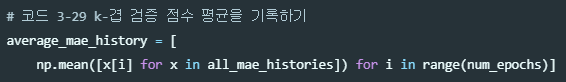 # 코드 3-29 k-겹 검증 점수 평균을 기록하기
average_mae_history = [
    np.mean([x[i] for x in all_mae_histories]) for i in range(num_epochs)]